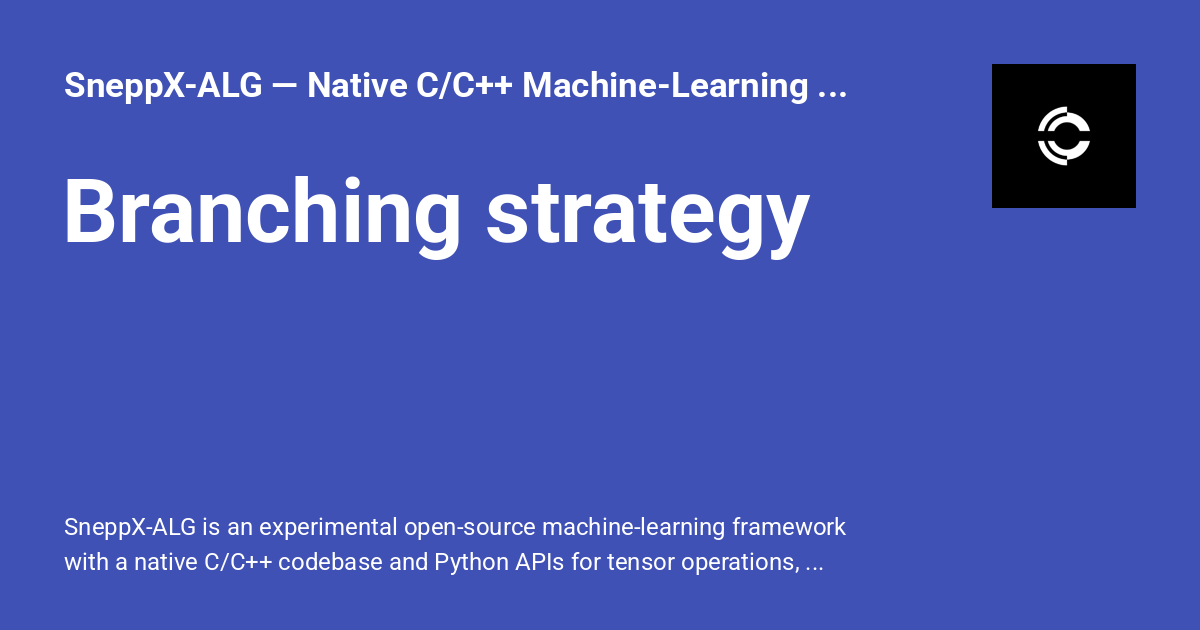 SneppX-ALG — Native C/C++ Machine-Learning ...
Branching strategy
SneppX-ALG is an experimental open-source machine-learning framework
with a native C/C++ codebase and Python APIs for tensor operations, ...